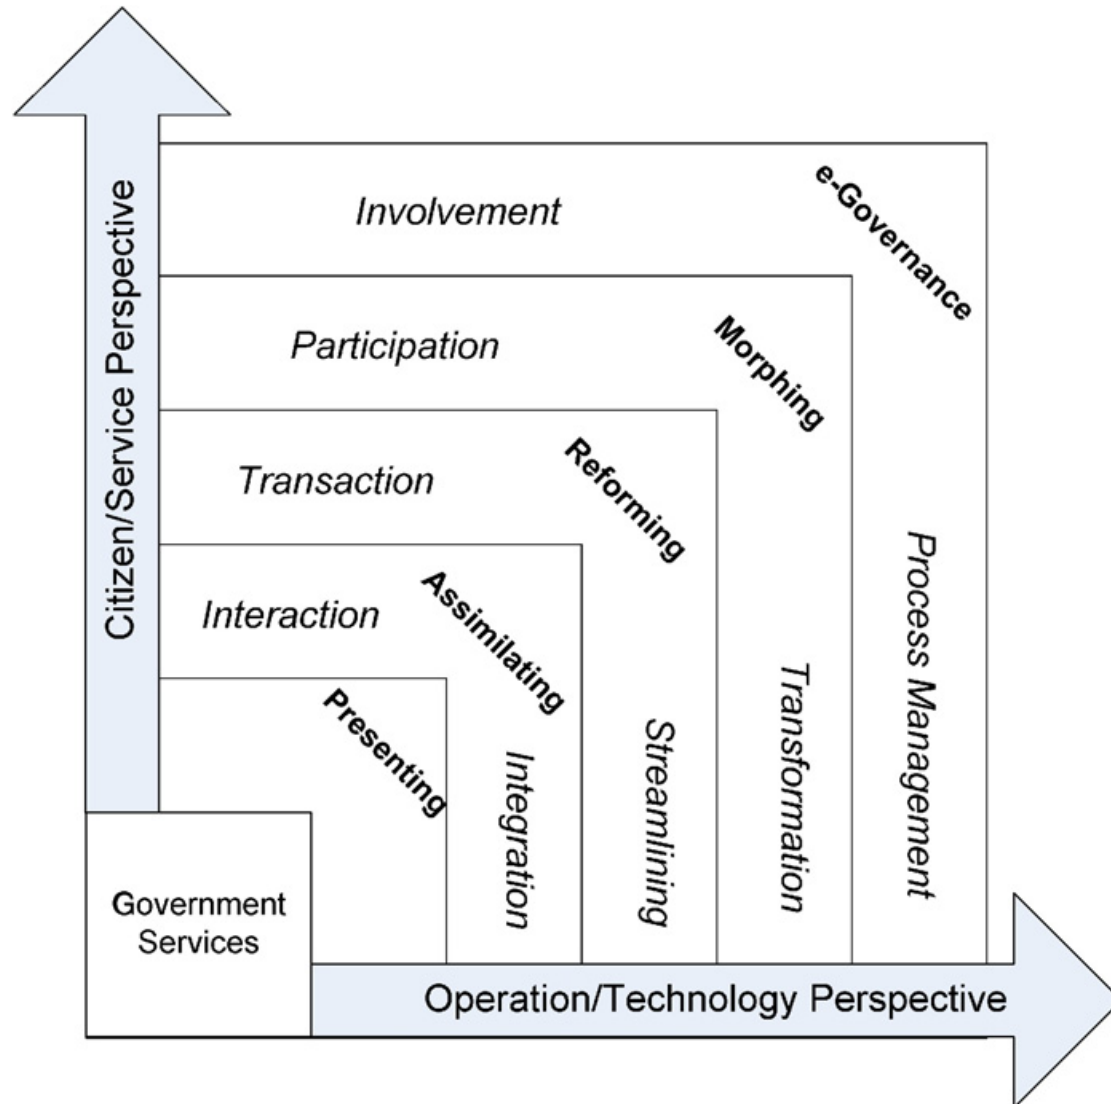 Citizen/Service Perspective
Involvement
e-Governance
Participation
Morphing
Transaction
Reforming
Interaction
Assimilating
Presenting
Integration
Streamlining
Transformation
Process Management
Government
Services
Operation/Technology Perspective